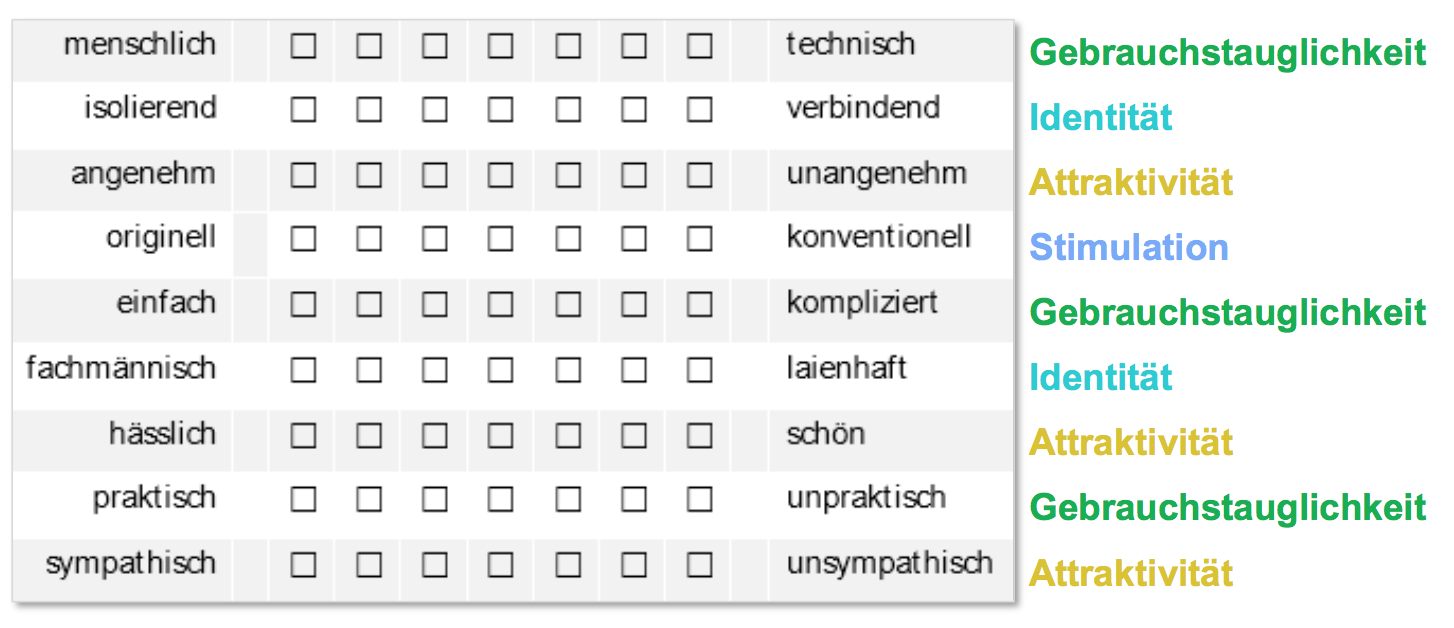 menschlich □ □ □ □ □ □ □ technisch Gebrauchstauglichkeit
isolierend □ □ □ □ □ □ □ verbindend Identität
angenehm □ □ □ □ □ □ □ unangenehm Attraktivität
originell □ □ □ □ □ □ □ konventionell Stimulation
einfach □ □ □ □ □ □ □ kompliziert Gebrauchstauglichkeit
fachmännisch □ □ □ □ □ □ □ laienhaft Identität
hässlich □ □ □ □ □ □ □ schön Attraktivität
praktisch □ □ □ □ □ □ □ unpraktisch Gebrauchstauglichkeit
sympathisch □ □ □ □ □ □ □ unsympathisch Attraktivität